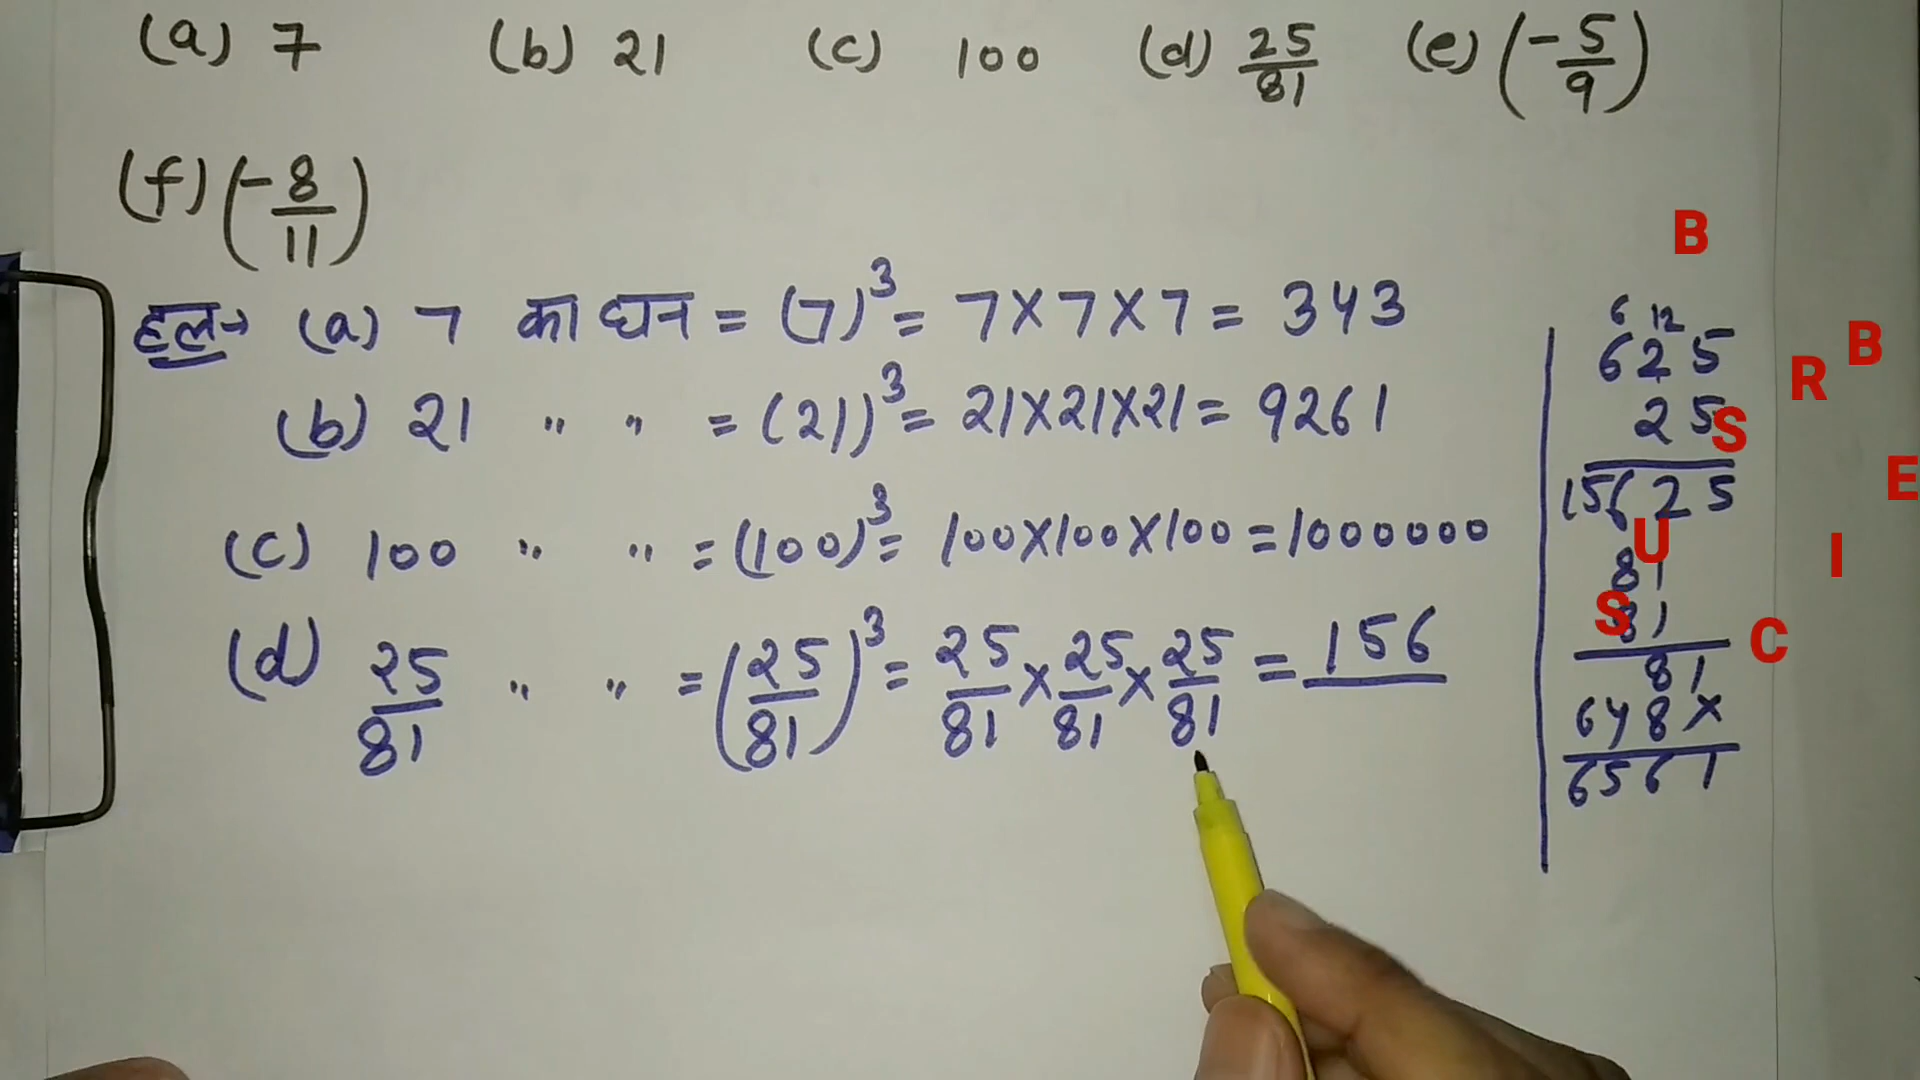 (a) 7 (b) 21 (c) 100 (d) 25/81 (e) (-5/9)
(f) (-8/11)
हल→ (a) 7 का घन = (7)³ = 7×7×7 = 343
(b) 21 " " = (21)³ = 21×21×21 = 9261
(c) 100 " " = (100)³ = 100×100×100 = 1000000
(d) 25/81 " " = (25/81)³ = 25/81 × 25/81 × 25/81 = 156
6 12
625
25
15625
81
81
81
648×
6561
B
B
R
S
E
U
I
S
C